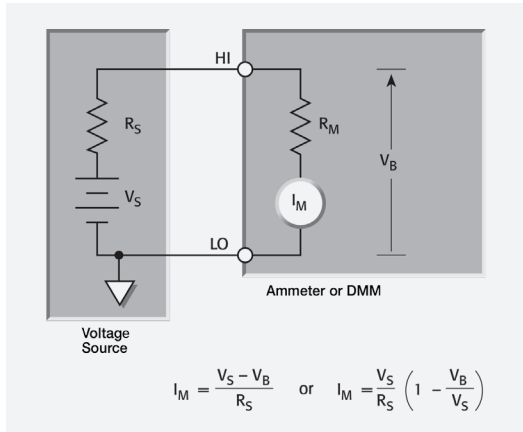 HI
R_S
R_M
V_B
V_S
I_M
LO
Ammeter or DMM
Voltage
Source
I_M = (V_S – V_B) / R_S or I_M = V_S / R_S (1 – V_B / V_S)